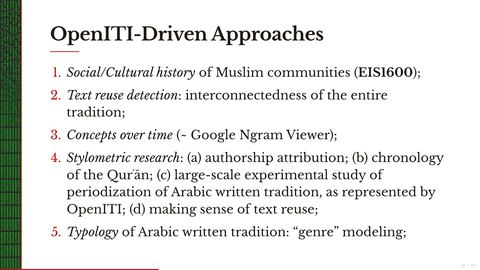 OpenITI-Driven Approaches
1. Social/Cultural history of Muslim communities (EIS1600);
2. Text reuse detection: interconnectedness of the entire
tradition;
3. Concepts over time (~ Google Ngram Viewer);
4. Stylometric research: (a) authorship attribution; (b) chronology
of the Qurʾān; (c) large-scale experimental study of
periodization of Arabic written tradition, as represented by
OpenITI; (d) making sense of text reuse;
5. Typology of Arabic written tradition: “genre” modeling;